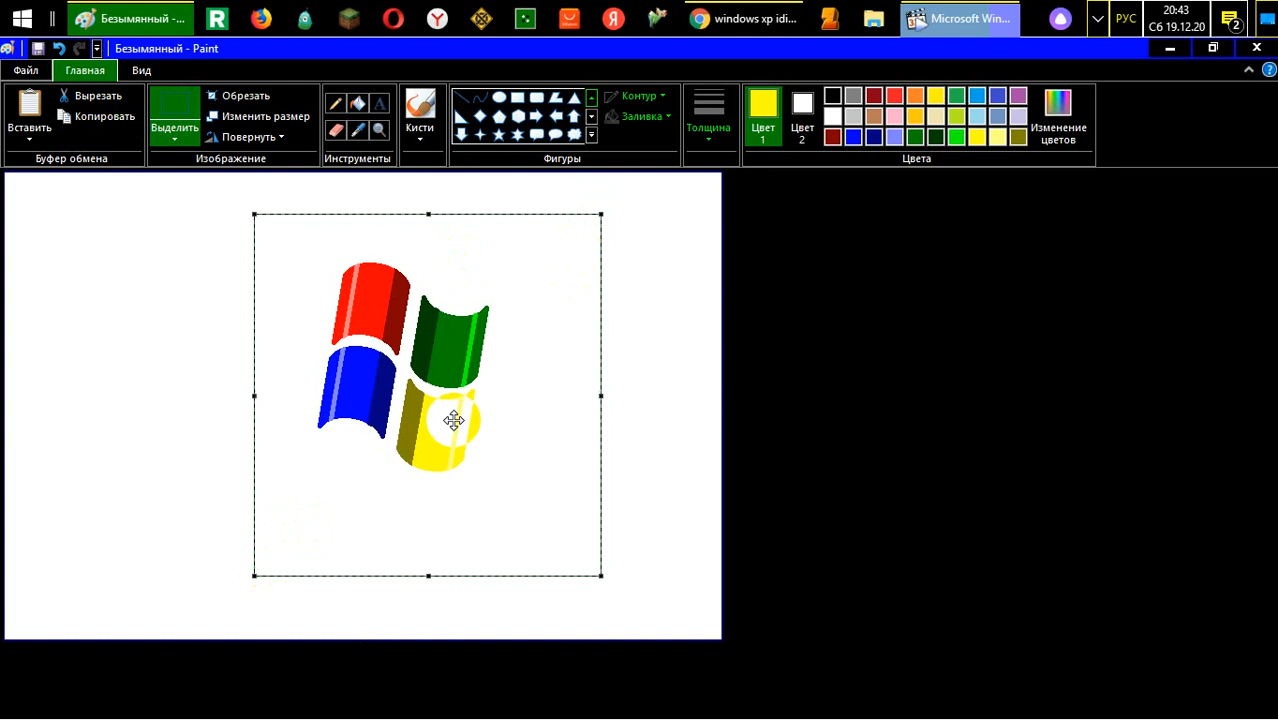 Безымянный -...
windows xp idi...
Microsoft Win...
РУС
20:43
Сб 19.12.20
2
Безымянный - Paint
Файл
Главная
Вид
Вставить
Вырезать
Копировать
Буфер обмена
Выделить
Обрезать
Изменить размер
Повернуть
Изображение
A
Инструменты
Кисти
Контур
Заливка
Фигуры
Толщина
Цвет
1
Цвет
2
Изменение
цветов
Цвета